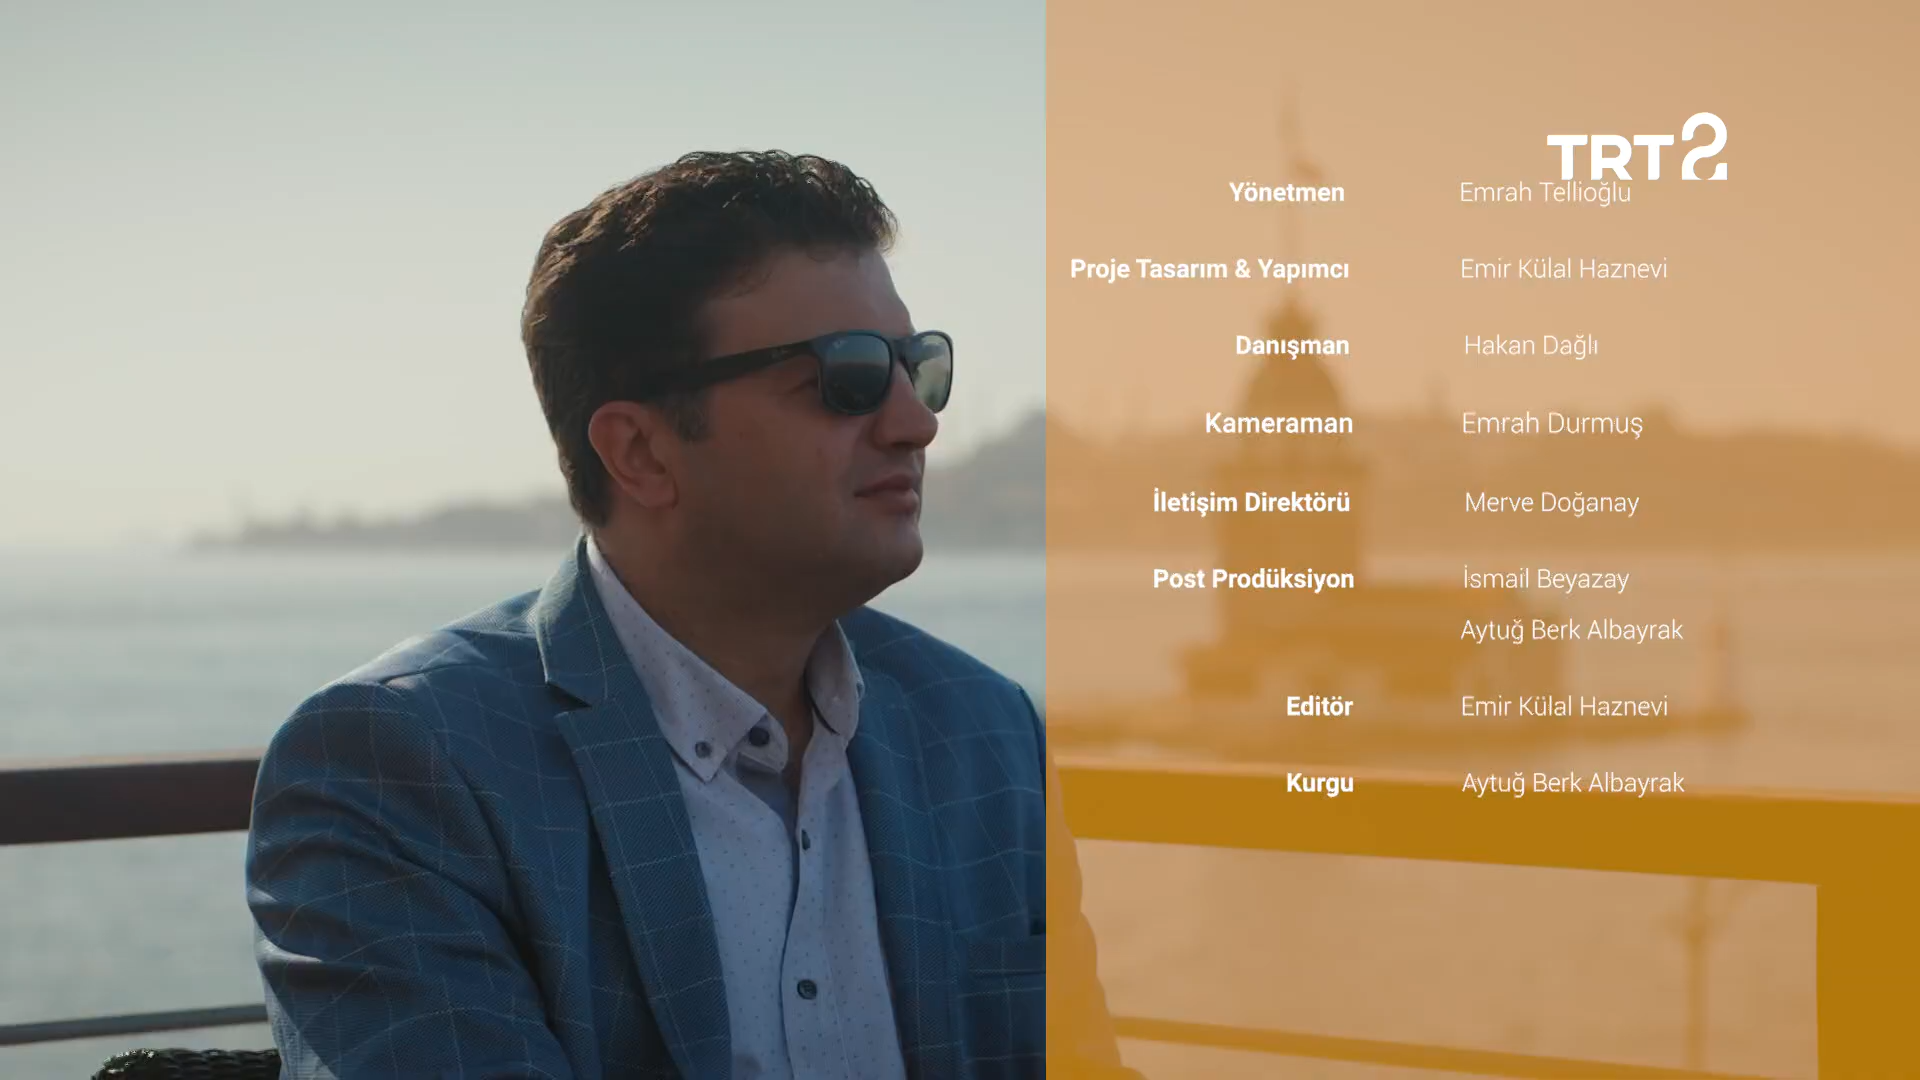 TRT2
Yönetmen Emrah Tellioğlu
Proje Tasarım & Yapımcı Emir Külal Haznevi
Danışman Hakan Dağlı
Kameraman Emrah Durmuş
İletişim Direktörü Merve Doğanay
Post Prodüksiyon İsmail Beyazay
Aytuğ Berk Albayrak
Editör Emir Külal Haznevi
Kurgu Aytuğ Berk Albayrak